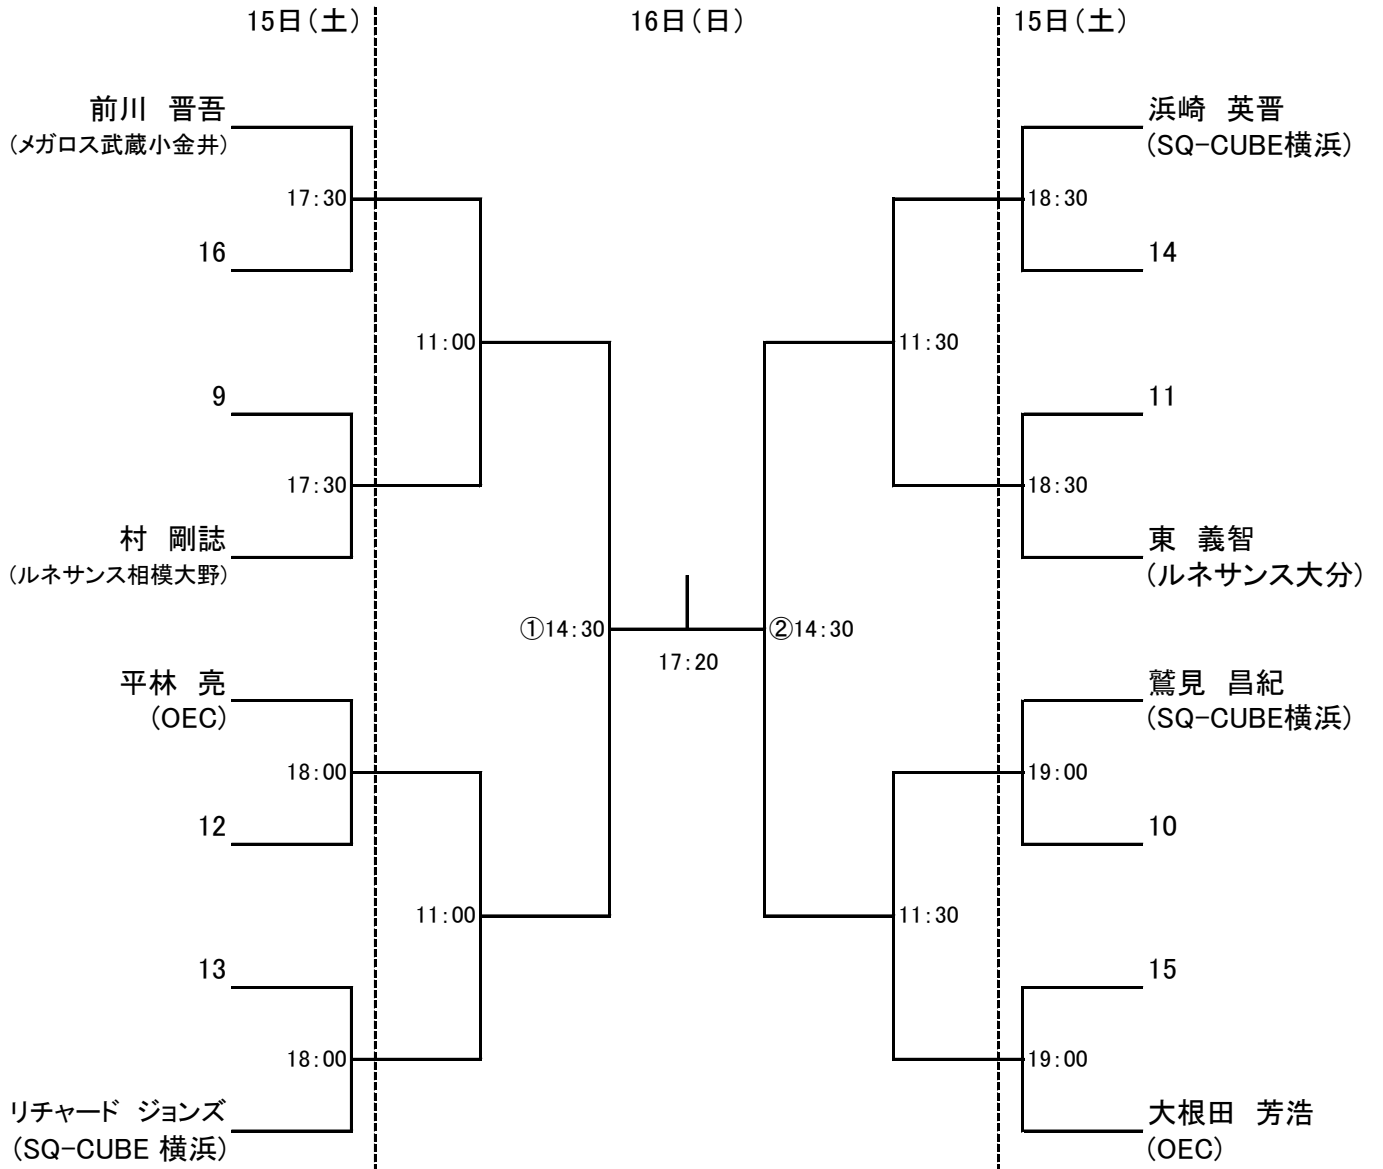 15日（土）
16日（日）
15日（土）
前川　晋吾
（メガロス武蔵小金井）
17：30
16
11：00
9
17：30
村　剛誌
（ルネサンス相模大野）
①14：30
平林　亮
（OEC）
18：00
12
11：00
13
18：00
リチャード　ジョンズ
（SQ-CUBE 横浜）
17：20
浜崎　英晋
（SQ-CUBE横浜）
18：30
14
11：30
11
18：30
東　義智
（ルネサンス大分）
②14：30
鷲見　昌紀
（SQ-CUBE横浜）
19：00
10
11：30
15
19：00
大根田　芳浩
（OEC）